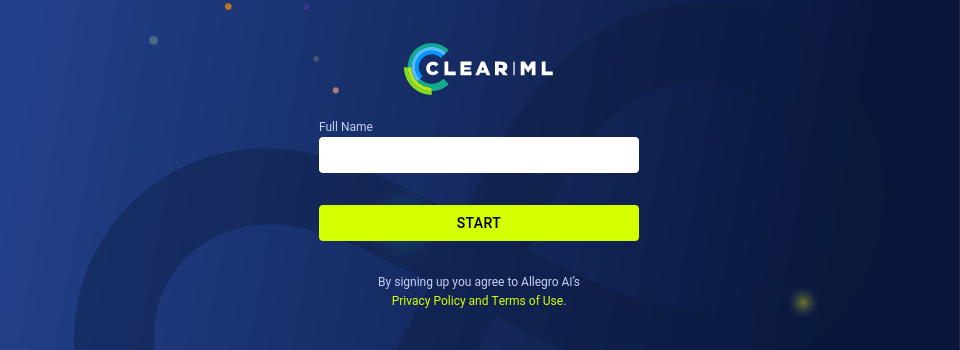 CLEAR|ML
Full Name
START
By signing up you agree to Allegro AI's
Privacy Policy and Terms of Use.